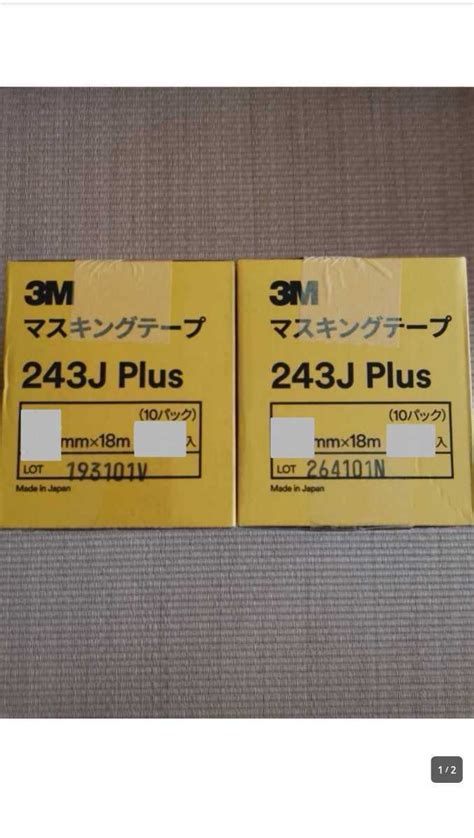 3M
マスキングテープ
243J Plus
(10パック)
mm×18m 入
LOT 193101V
Made in Japan
3M
マスキングテープ
243J Plus
(10パック)
mm×18m 入
LOT 264101N
Made in Japan
1/2